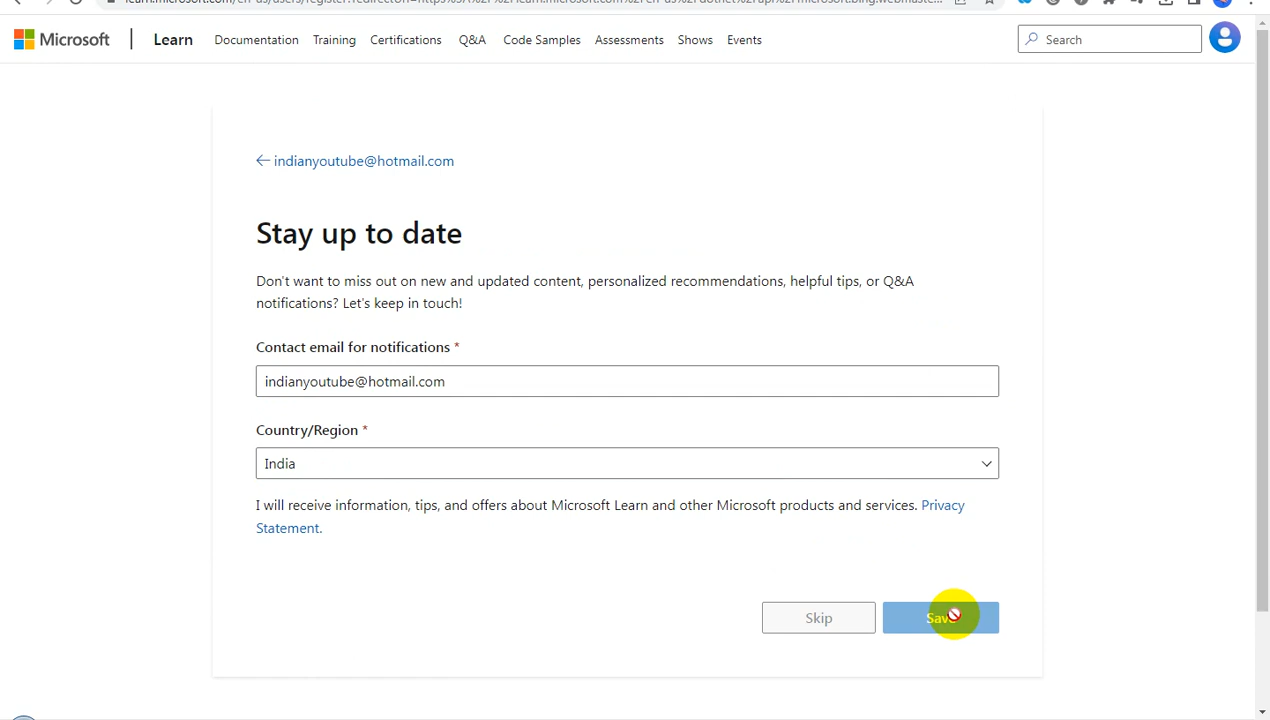 Microsoft Learn Documentation Training Certifications Q&A Code Samples Assessments Shows Events Search
indianyoutube@hotmail.com
Stay up to date
Don't want to miss out on new and updated content, personalized recommendations, helpful tips, or Q&A
notifications? Let's keep in touch!
Contact email for notifications *
indianyoutube@hotmail.com
Country/Region *
India
I will receive information, tips, and offers about Microsoft Learn and other Microsoft products and services. Privacy
Statement.
Skip Save